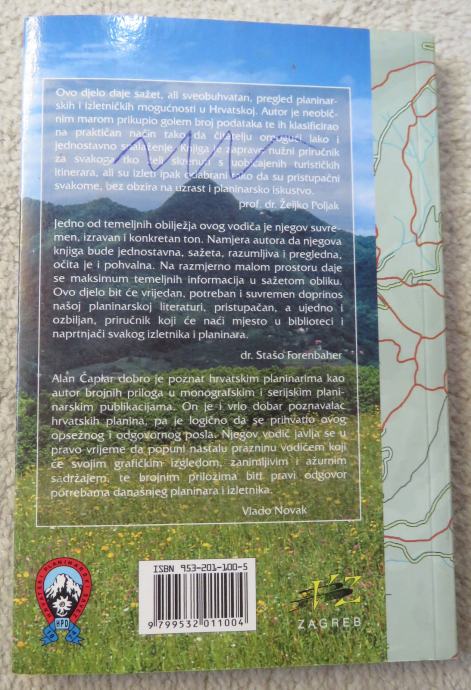 Ovo djelo daje sažet, ali sveobuhvatan, pregled planinar-
skih i izletničkih mogućnosti u Hrvatskoj. Autor je neobič-
nim marom prikupio golem broj podataka te ih klasificirao
na praktičan način tako da čitatelju omogući lako i
jednostavno snalaženje. Knjiga je zapravo nužni priručnik
za svakoga tko želi skrenuti s uobičajenih turističkih
itinerara, ali su izleti ipak odabrani tako da su pristupačni
svakome, bez obzira na uzrast i planinarsko iskustvo.
prof. dr. Željko Poljak
Jedno od temeljnih obilježja ovog vodiča je njegov suvre-
men, izravan i konkretan ton. Namjera autora da njegova
knjiga bude jednostavna, sažeta, razumljiva i pregledna,
očita je i pohvalna. Na razmjerno malom prostoru daje
se maksimum temeljnih informacija u sažetom obliku.
Ovo djelo bit će vrijedan, potreban i suvremen doprinos
našoj planinarskoj literaturi, pristupačan, a ujedno i
ozbiljan, priručnik koji će naći mjesto u biblioteci i
naprtnjači svakog izletnika i planinara.
dr. Stašo Forenbaher
Alan Čaplar dobro je poznat hrvatskim planinarima kao
autor brojnih priloga u monografskim i serijskim plani-
narskim publikacijama. On je i vrlo dobar poznavalac
hrvatskih planina, pa je logično da se prihvatio ovog
opsežnog i odgovornog posla. Njegov vodič javlja se u
pravo vrijeme da popuni nastalu prazninu vodičem koji
će svojim grafičkim izgledom, zanimljivim i ažurnim
sadržajem, te brojnim prilozima biti pravi odgovor
potrebama današnjeg planinara i izletnika.
Vlado Novak
HRVATSKI PLANINARSKI SAVEZ
HPD
ISBN 953-201-100-5
9 799532 011004
VZ
ZAGREB